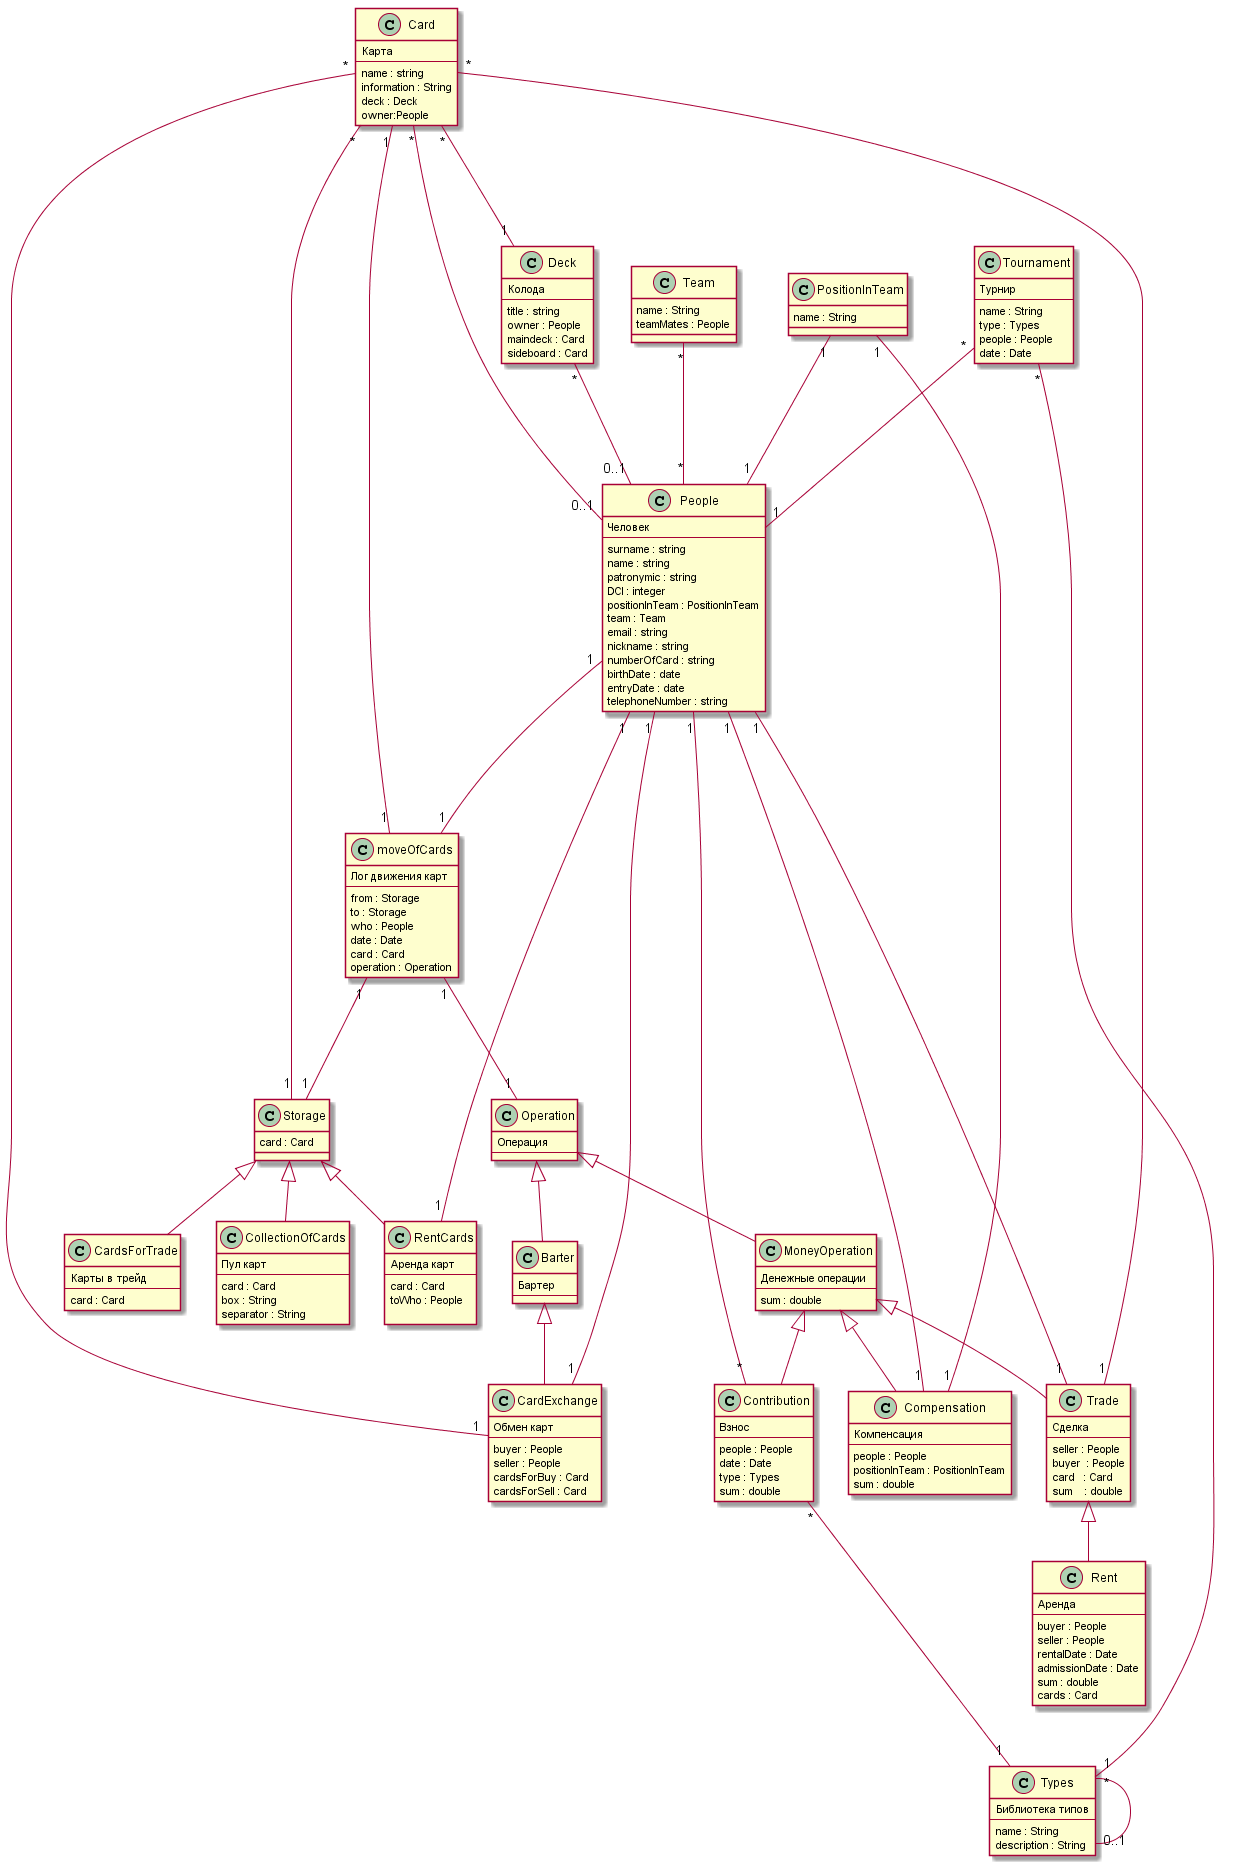 C Card
Карта
name : string
information : String
deck : Deck
owner:People
*
*
*
1
*
*
1
C Deck
Колода
title : string
owner : People
maindeck : Card
sideboard : Card
C Team
name : String
teamMates : People
C PositionInTeam
name : String
C Tournament
Турнир
name : String
type : Types
people : People
date : Date
*
*
1
1
*
*
0..1
*
1
0..1
1
C People
Человек
surname : string
name : string
patronymic : string
DCI : integer
positionInTeam : PositionInTeam
team : Team
email : string
nickname : string
numberOfCard : string
birthDate : date
entryDate : date
telephoneNumber : string
1
1
1
1
1
1
1
1
C moveOfCards
Лог движения карт
from : Storage
to : Storage
who : People
date : Date
card : Card
operation : Operation
1
1
1
1
1
C Storage
card : Card
C Operation
Операция
1
C CardsForTrade
Карты в трейд
card : Card
C CollectionOfCards
Пул карт
card : Card
box : String
separator : String
C RentCards
Аренда карт
card : Card
toWho : People
C Barter
Бартер
C MoneyOperation
Денежные операции
sum : double
1
*
1
1
1
1
1
C CardExchange
Обмен карт
buyer : People
seller : People
cardsForBuy : Card
cardsForSell : Card
C Contribution
Взнос
people : People
date : Date
type : Types
sum : double
C Compensation
Компенсация
people : People
positionInTeam : PositionInTeam
sum : double
C Trade
Сделка
seller : People
buyer : People
card : Card
sum : double
*
C Rent
Аренда
buyer : People
seller : People
rentalDate : Date
admissionDate : Date
sum : double
cards : Card
1
1
*
C Types
Библиотека типов
name : String
description : String
0..1